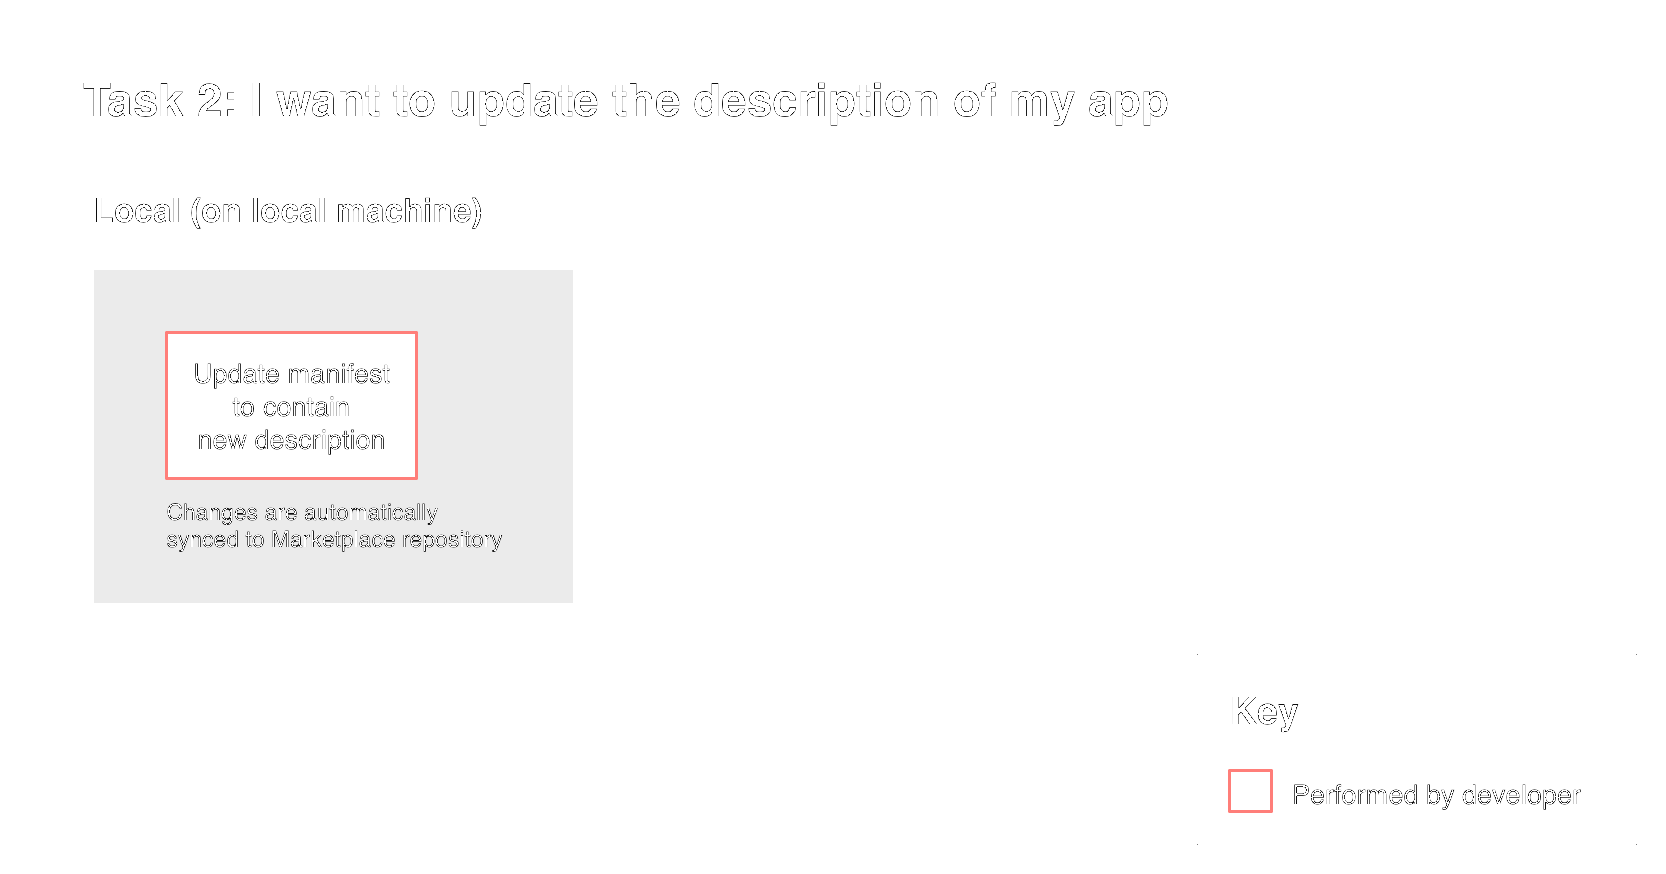 Task 2: I want to update the description of my app
Local (on local machine)
Update manifest
to contain
new description
Changes are automatically
synced to Marketplace repository
Key
Performed by developer